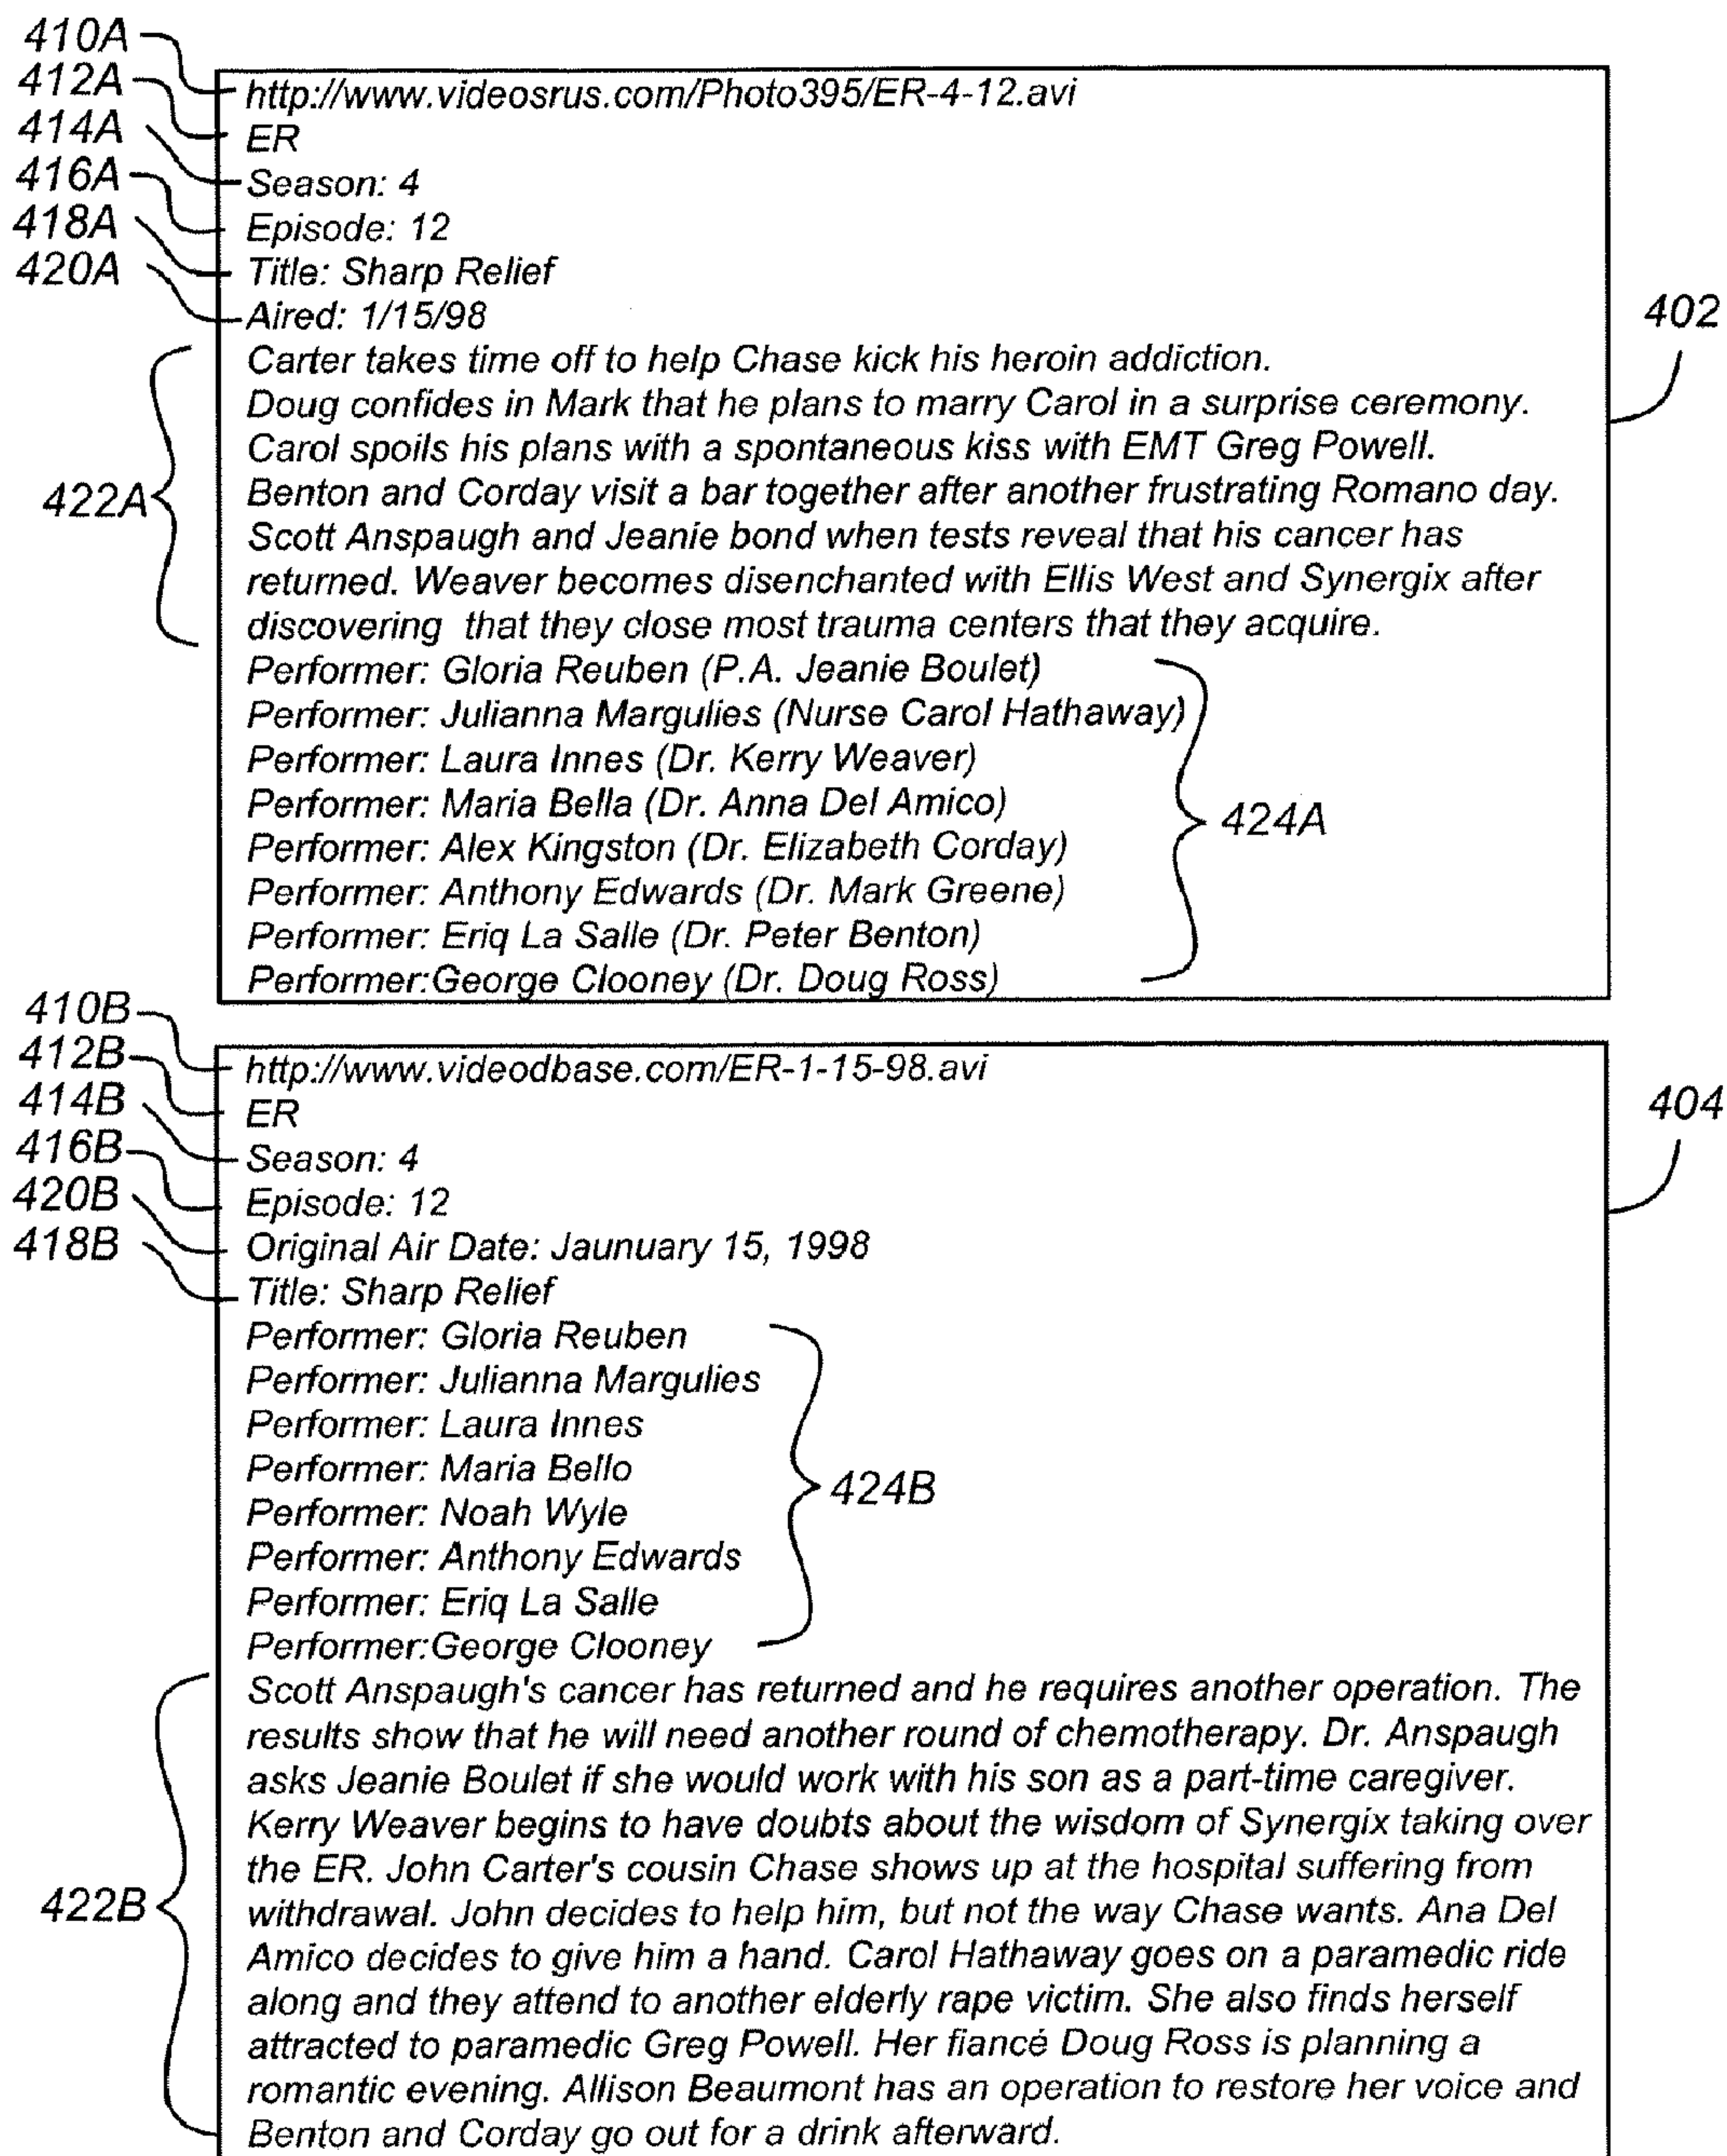 410A
412A
414A
416A
418A
420A
http://www.videosrus.com/Photo395/ER-4-12.avi
ER
Season: 4
Episode: 12
Title: Sharp Relief
Aired: 1/15/98
402
422A
Carter takes time off to help Chase kick his heroin addiction.
Doug confides in Mark that he plans to marry Carol in a surprise ceremony.
Carol spoils his plans with a spontaneous kiss with EMT Greg Powell.
Benton and Corday visit a bar together after another frustrating Romano day.
Scott Anspaugh and Jeanie bond when tests reveal that his cancer has
returned. Weaver becomes disenchanted with Ellis West and Synergix after
discovering that they close most trauma centers that they acquire.
Performer: Gloria Reuben (P.A. Jeanie Boulet)
Performer: Julianna Margulies (Nurse Carol Hathaway)
Performer: Laura Innes (Dr. Kerry Weaver)
Performer: Maria Bella (Dr. Anna Del Amico)
Performer: Alex Kingston (Dr. Elizabeth Corday)
Performer: Anthony Edwards (Dr. Mark Greene)
Performer: Eriq La Salle (Dr. Peter Benton)
Performer:George Clooney (Dr. Doug Ross)
424A
410B
412B
414B
416B
420B
418B
http://www.videodbase.com/ER-1-15-98.avi
ER
Season: 4
Episode: 12
Original Air Date: Jaunuary 15, 1998
Title: Sharp Relief
404
Performer: Gloria Reuben
Performer: Julianna Margulies
Performer: Laura Innes
Performer: Maria Bello
Performer: Noah Wyle
Performer: Anthony Edwards
Performer: Eriq La Salle
Performer:George Clooney
424B
422B
Scott Anspaugh's cancer has returned and he requires another operation. The
results show that he will need another round of chemotherapy. Dr. Anspaugh
asks Jeanie Boulet if she would work with his son as a part-time caregiver.
Kerry Weaver begins to have doubts about the wisdom of Synergix taking over
the ER. John Carter's cousin Chase shows up at the hospital suffering from
withdrawal. John decides to help him, but not the way Chase wants. Ana Del
Amico decides to give him a hand. Carol Hathaway goes on a paramedic ride
along and they attend to another elderly rape victim. She also finds herself
attracted to paramedic Greg Powell. Her fiancé Doug Ross is planning a
romantic evening. Allison Beaumont has an operation to restore her voice and
Benton and Corday go out for a drink afterward.